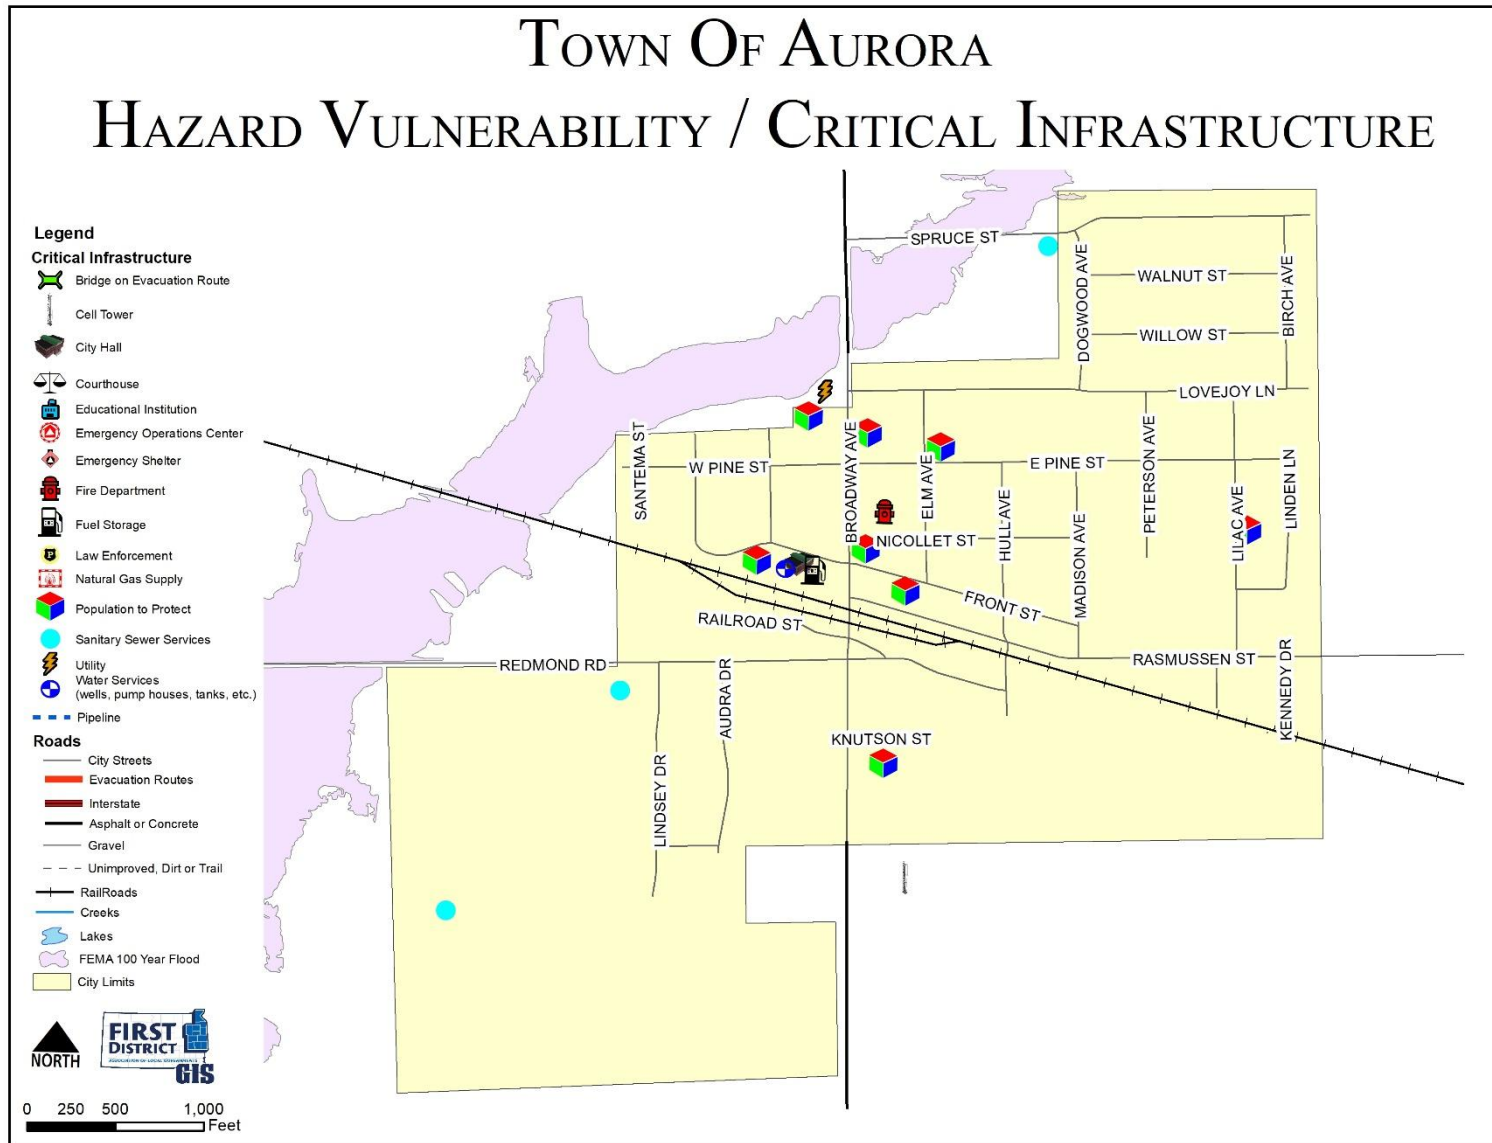 TOWN OF AURORA
HAZARD VULNERABILITY / CRITICAL INFRASTRUCTURE
Legend
Critical Infrastructure
Bridge on Evacuation Route
Cell Tower
City Hall
Courthouse
Educational Institution
Emergency Operations Center
Emergency Shelter
Fire Department
Fuel Storage
Law Enforcement
Natural Gas Supply
Population to Protect
Sanitary Sewer Services
Utility
Water Services
(wells, pump houses, tanks, etc.)
Pipeline
Roads
City Streets
Evacuation Routes
Interstate
Asphalt or Concrete
Gravel
Unimproved, Dirt or Trail
RailRoads
Creeks
Lakes
FEMA 100 Year Flood
City Limits
NORTH
FIRST
DISTRICT
ASSOCIATION OF LOCAL GOVERNMENTS
GIS
0 250 500 1,000
Feet
SPRUCE ST
WALNUT ST
WILLOW ST
DOGWOOD AVE
BIRCH AVE
LOVEJOY LN
SANTEMA ST
W PINE ST
BROADWAY AVE
ELM AVE
E PINE ST
PETERSON AVE
LILAC AVE
LINDEN LN
NICOLLET ST
HULL AVE
MADISON AVE
FRONT ST
RAILROAD ST
REDMOND RD
RASMUSSEN ST
KENNEDY DR
AUDRA DR
LINDSEY DR
KNUTSON ST